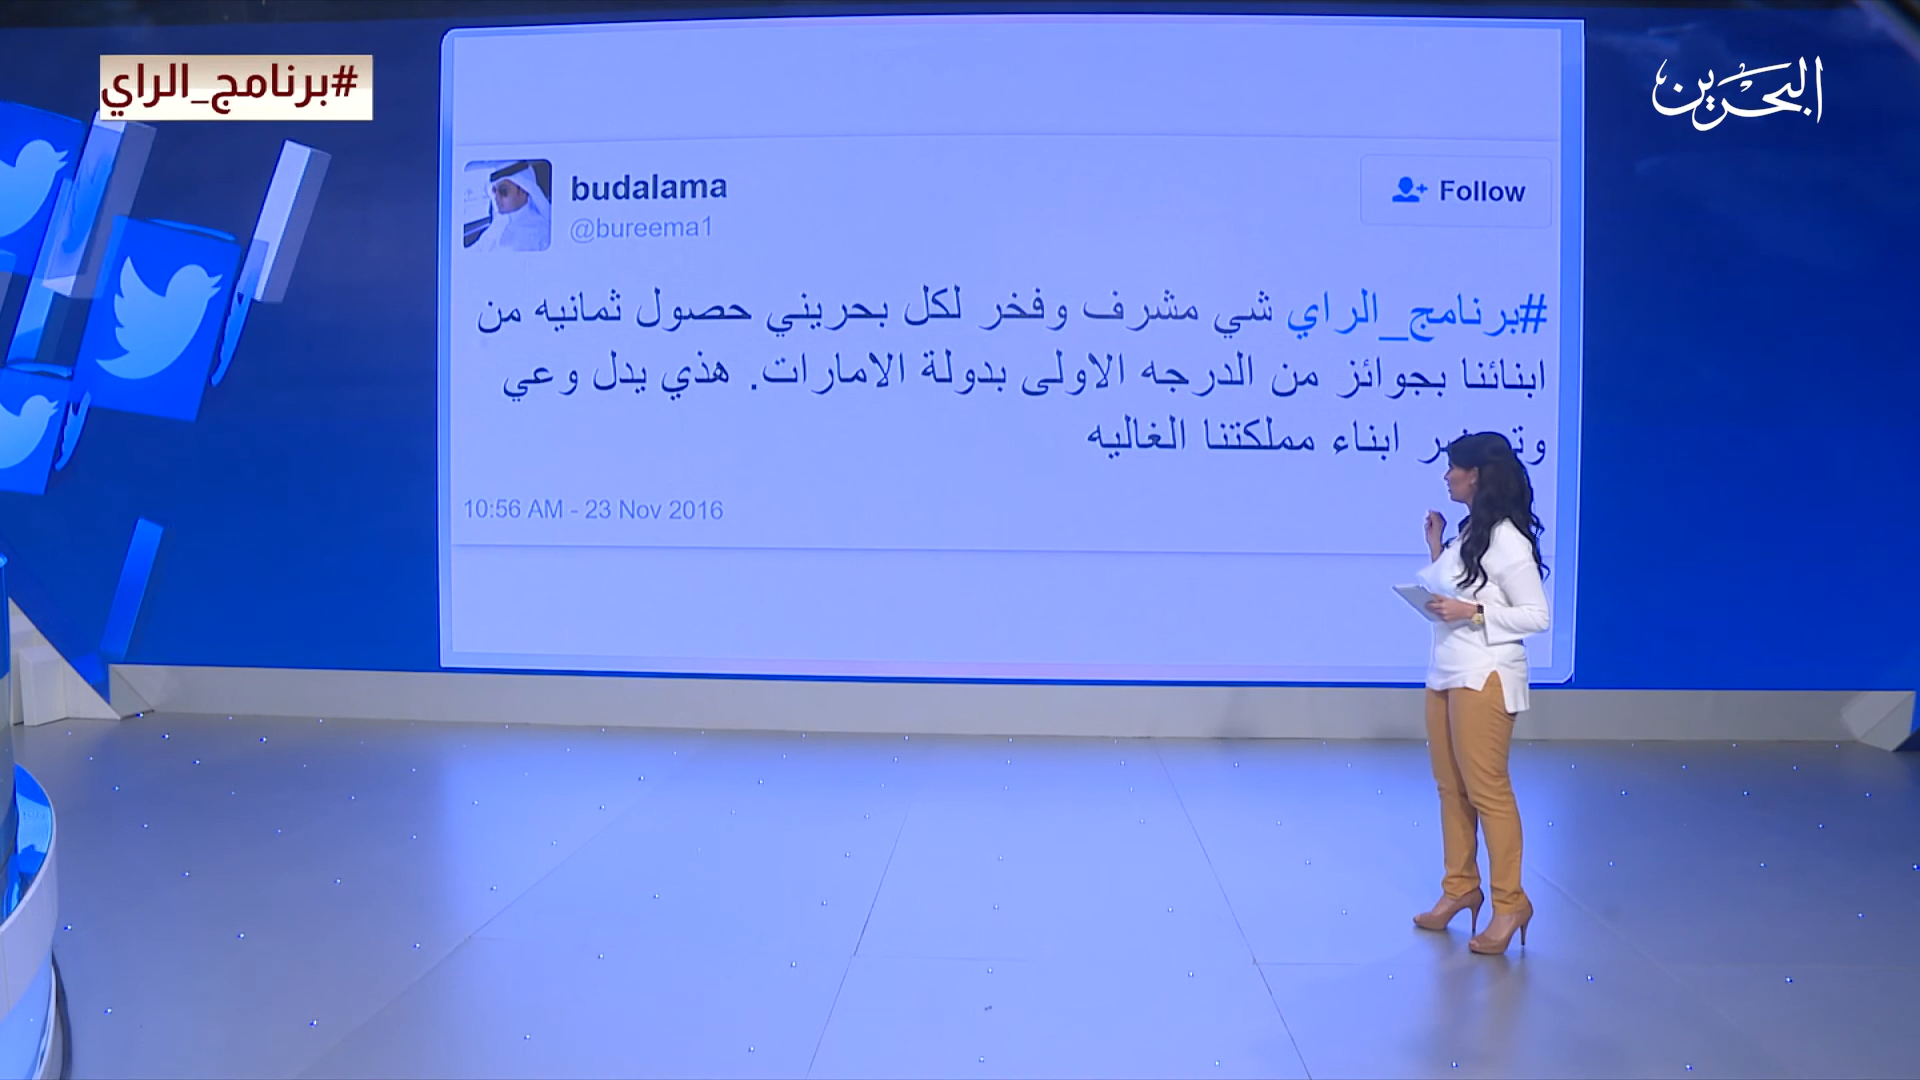 #برنامج_الراي
البحرين
budalama
@bureema1
Follow
#برنامج_الراي شي مشرف وفخر لكل بحريني حصول ثمانيه من
ابنائنا بجوائز من الدرجه الاولى بدولة الامارات. هذي يدل وعي
ابناء مملكتنا الغاليه
10:56 AM - 23 Nov 2016